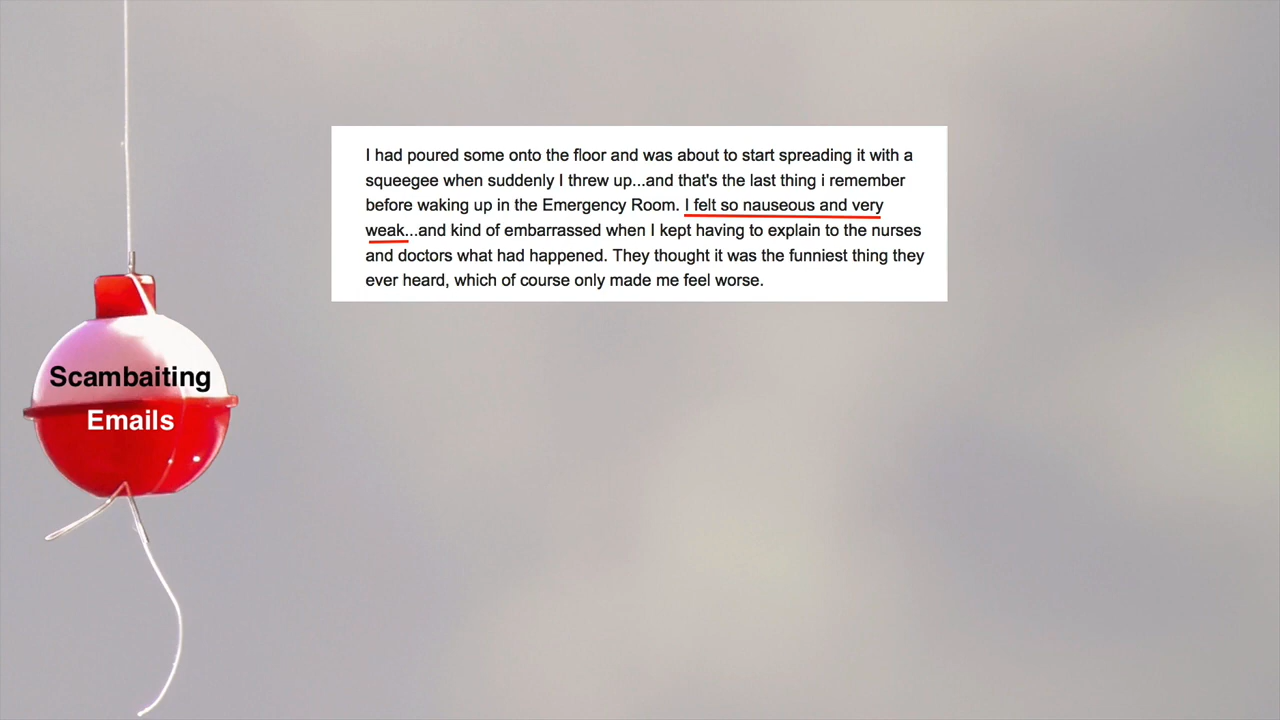 I had poured some onto the floor and was about to start spreading it with a
squeegee when suddenly I threw up...and that's the last thing i remember
before waking up in the Emergency Room. I felt so nauseous and very
weak...and kind of embarrassed when I kept having to explain to the nurses
and doctors what had happened. They thought it was the funniest thing they
ever heard, which of course only made me feel worse.
Scambaiting
Emails